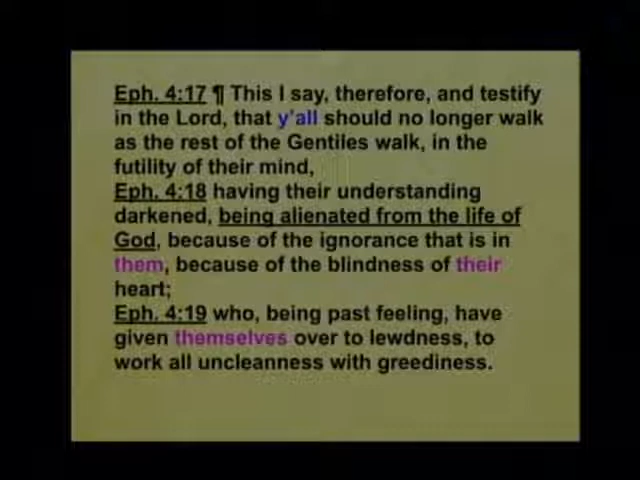 Eph. 4:17 ¶ This I say, therefore, and testify
in the Lord, that y'all should no longer walk
as the rest of the Gentiles walk, in the
futility of their mind,
Eph. 4:18 having their understanding
darkened, being alienated from the life of
God, because of the ignorance that is in
them, because of the blindness of their
heart;
Eph. 4:19 who, being past feeling, have
given themselves over to lewdness, to
work all uncleanness with greediness.